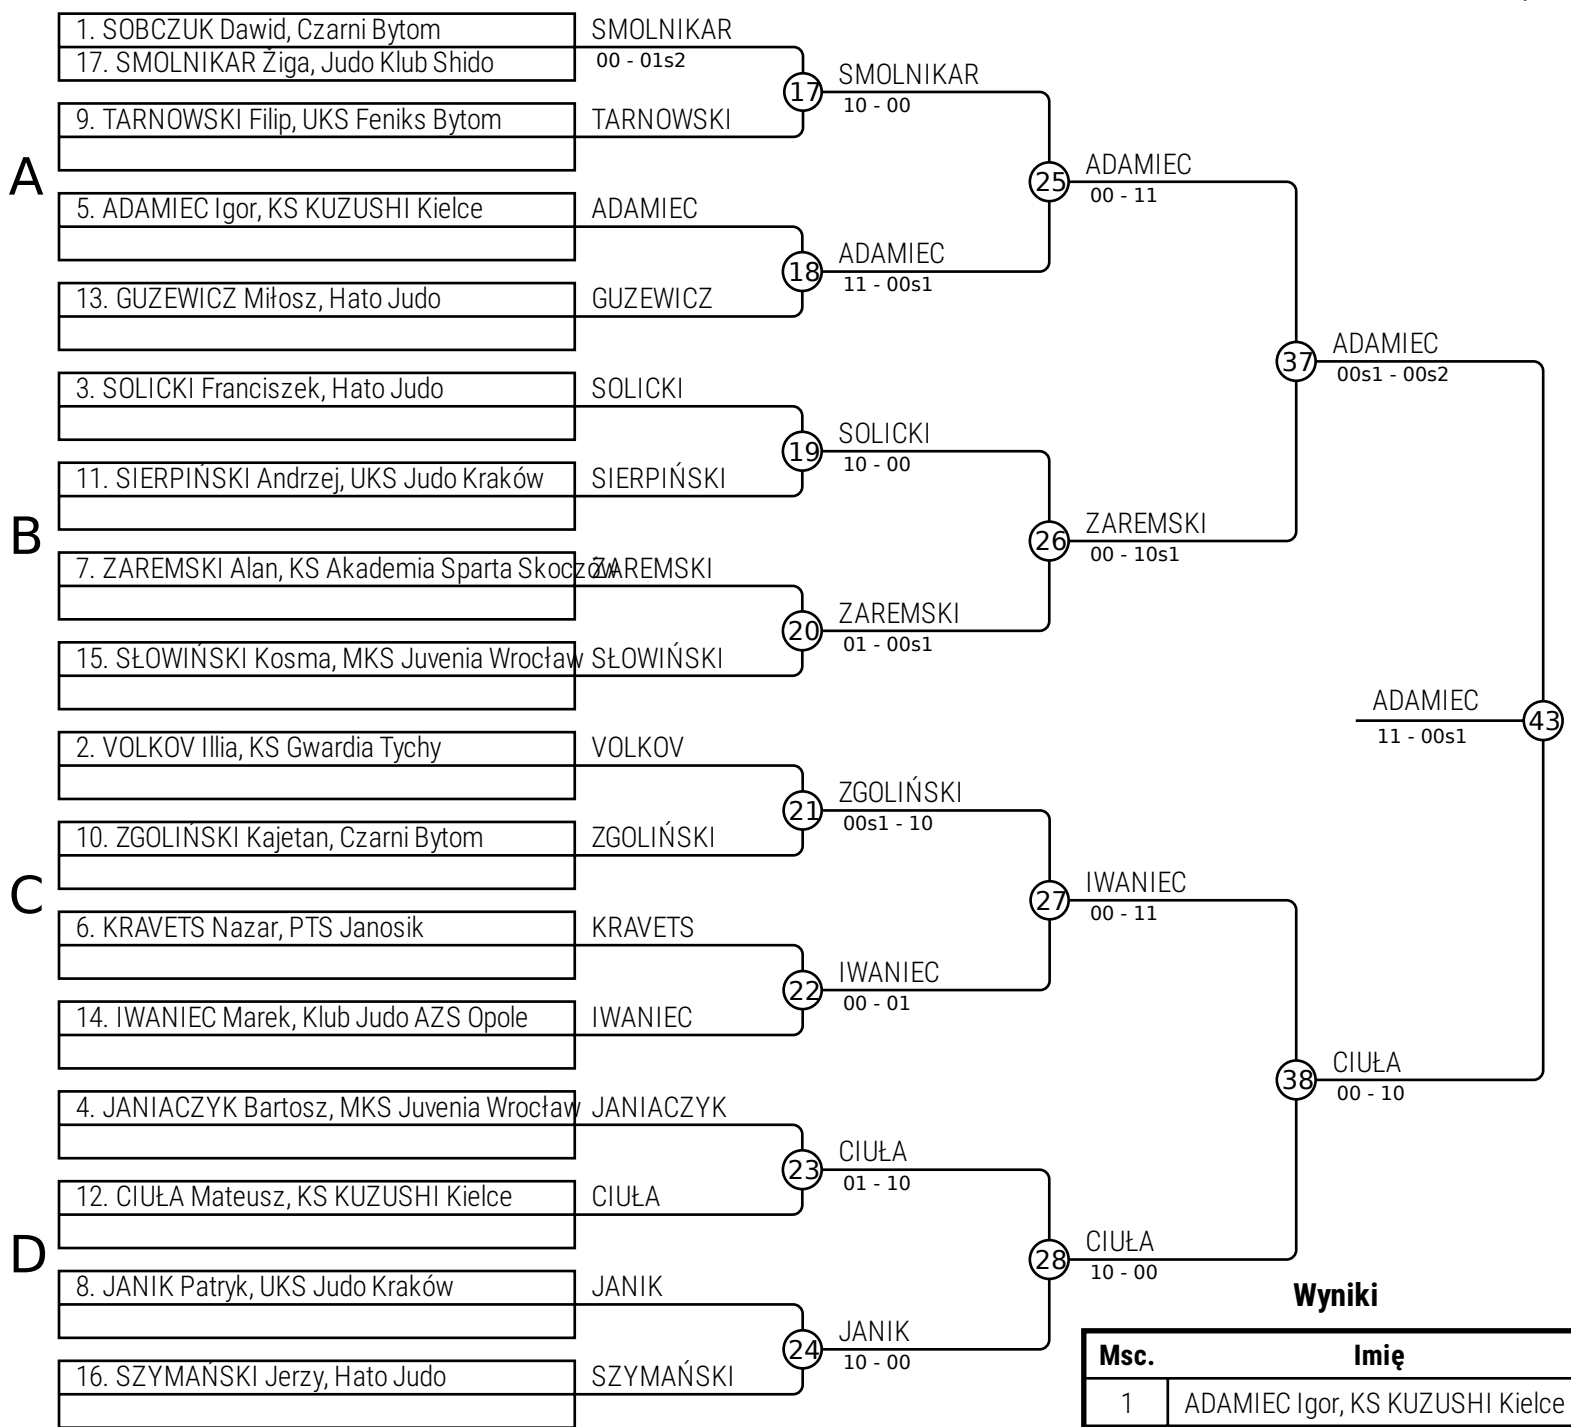 1. SOBCZUK Dawid, Czarni Bytom
17. SMOLNIKAR Žiga, Judo Klub Shido
SMOLNIKAR
00 - 01s2
17
SMOLNIKAR
10 - 00
9. TARNOWSKI Filip, UKS Feniks Bytom
TARNOWSKI
A
25
ADAMIEC
00 - 11
5. ADAMIEC Igor, KS KUZUSHI Kielce
ADAMIEC
18
ADAMIEC
11 - 00s1
13. GUZEWICZ Miłosz, Hato Judo
GUZEWICZ
37
ADAMIEC
00s1 - 00s2
3. SOLICKI Franciszek, Hato Judo
SOLICKI
19
SOLICKI
10 - 00
11. SIERPIŃSKI Andrzej, UKS Judo Kraków
SIERPIŃSKI
B
26
ZAREMSKI
00 - 10s1
7. ZAREMSKI Alan, KS Akademia Sparta Skoczów
ZAREMSKI
20
ZAREMSKI
01 - 00s1
15. SŁOWIŃSKI Kosma, MKS Juvenia Wrocław
SŁOWIŃSKI
ADAMIEC
11 - 00s1
43
2. VOLKOV Illia, KS Gwardia Tychy
VOLKOV
21
ZGOLIŃSKI
00s1 - 10
10. ZGOLIŃSKI Kajetan, Czarni Bytom
ZGOLIŃSKI
C
27
IWANIEC
00 - 11
6. KRAVETS Nazar, PTS Janosik
KRAVETS
22
IWANIEC
00 - 01
14. IWANIEC Marek, Klub Judo AZS Opole
IWANIEC
38
CIUŁA
00 - 10
4. JANIACZYK Bartosz, MKS Juvenia Wrocław
JANIACZYK
23
CIUŁA
01 - 10
12. CIUŁA Mateusz, KS KUZUSHI Kielce
CIUŁA
D
28
CIUŁA
10 - 00
8. JANIK Patryk, UKS Judo Kraków
JANIK
24
JANIK
10 - 00
16. SZYMAŃSKI Jerzy, Hato Judo
SZYMAŃSKI
Wyniki
Msc. Imię
1 ADAMIEC Igor, KS KUZUSHI Kielce